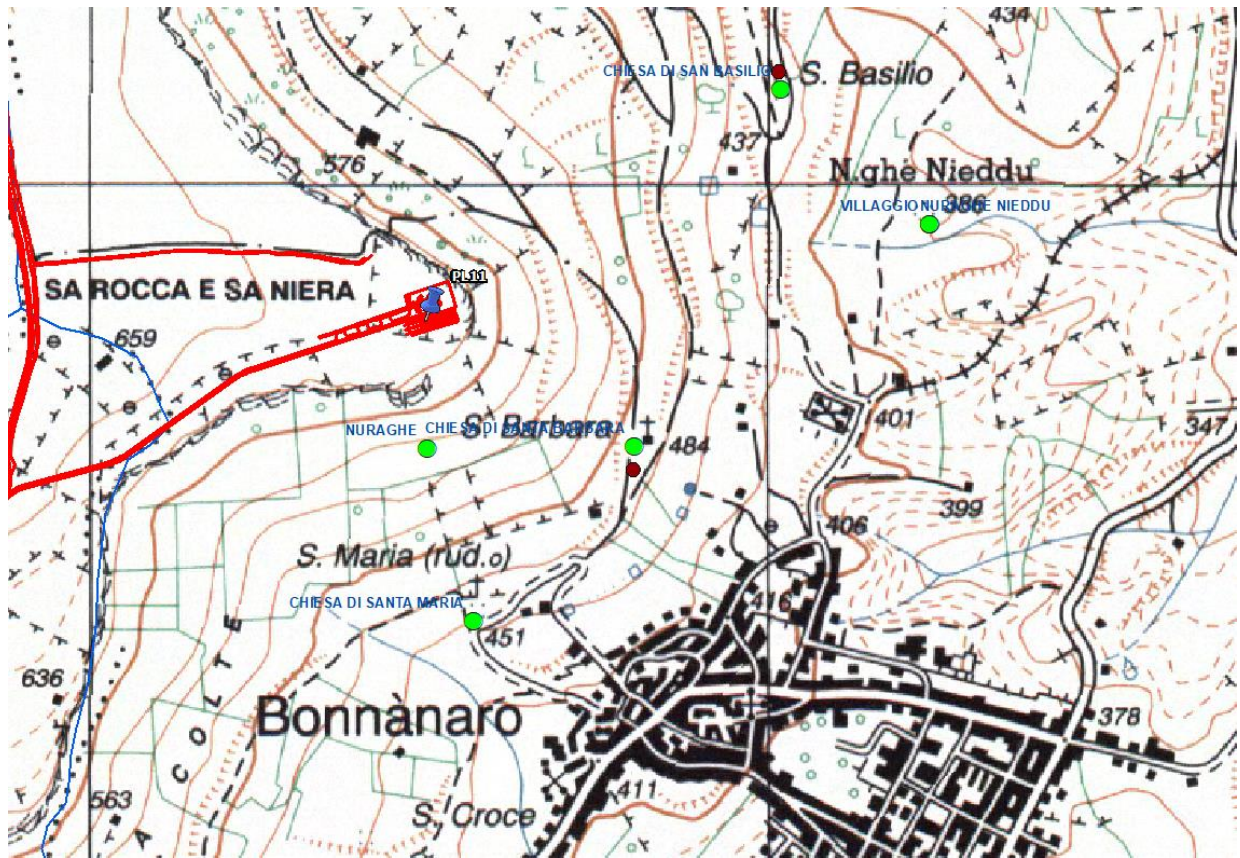 434
CHIESA DI SAN BASILIO
S. Basilio
437
576
N.ghe Nieddu
386
VILLAGGIO NURAGHE NIEDDU
PL11
SA ROCCA E SA NIERA
659
401
347
NURAGHE
CHIESA DI SANTA BARBARA
S. Barbara
484
399
406
S. Maria (rud.o)
CHIESA DI SANTA MARIA
416
451
636
COLTE
A
Bonnànaro
378
563
411
S. Croce